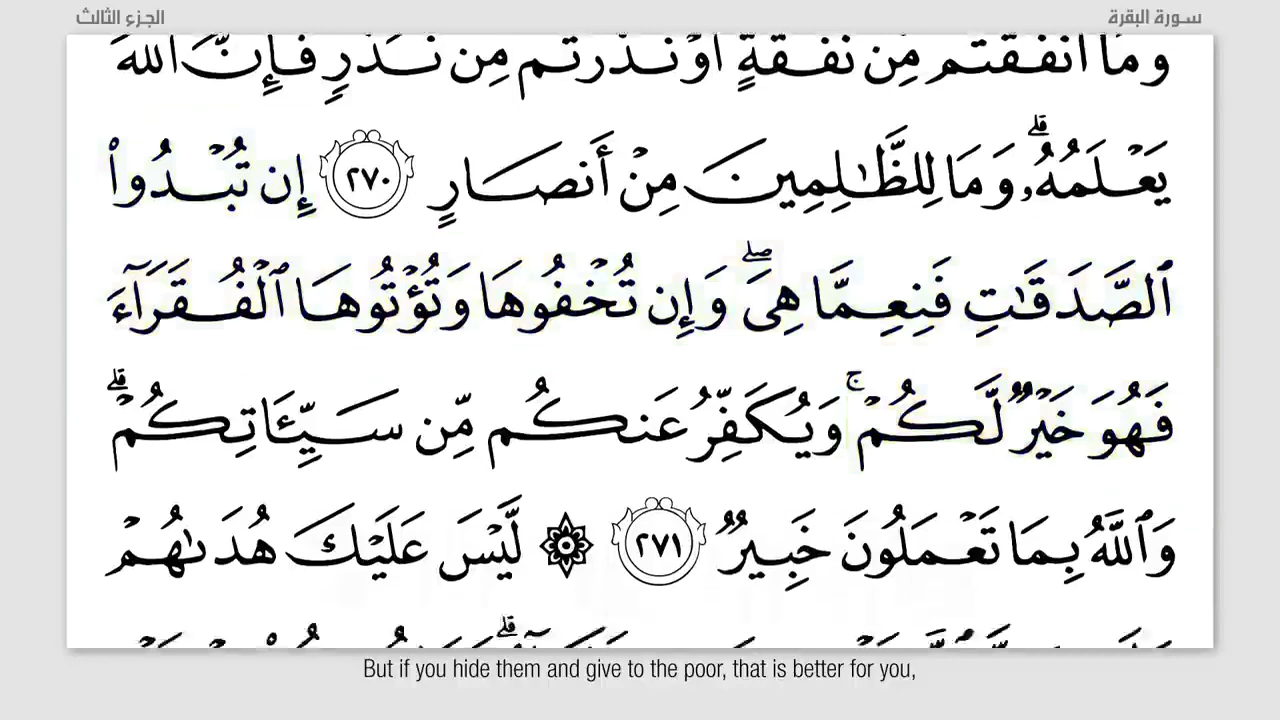 سورة البقرة
الجزء الثالث
وَمَآ أَنفَقْتُم مِّن نَّفَقَةٍ أَوْ نَذَرْتُم مِّن نَّذْرٍ فَإِنَّ ٱللَّهَ
يَعْلَمُهُۥ ۗ وَمَا لِلظَّـٰلِمِينَ مِنْ أَنصَارٍ ٢٧٠ إِن تُبْدُوا۟
ٱلصَّدَقَـٰتِ فَنِعِمَّا هِىَ ۖ وَإِن تُخْفُوهَا وَتُؤْتُوهَا ٱلْفُقَرَآءَ
فَهُوَ خَيْرٌ لَّكُمْ ۚ وَيُكَفِّرُ عَنكُم مِّن سَيِّـَٔاتِكُمْ ۗ
وَٱللَّهُ بِمَا تَعْمَلُونَ خَبِيرٌ ٢٧١ ۞ لَّيْسَ عَلَيْكَ هُدَىٰهُمْ
But if you hide them and give to the poor, that is better for you,